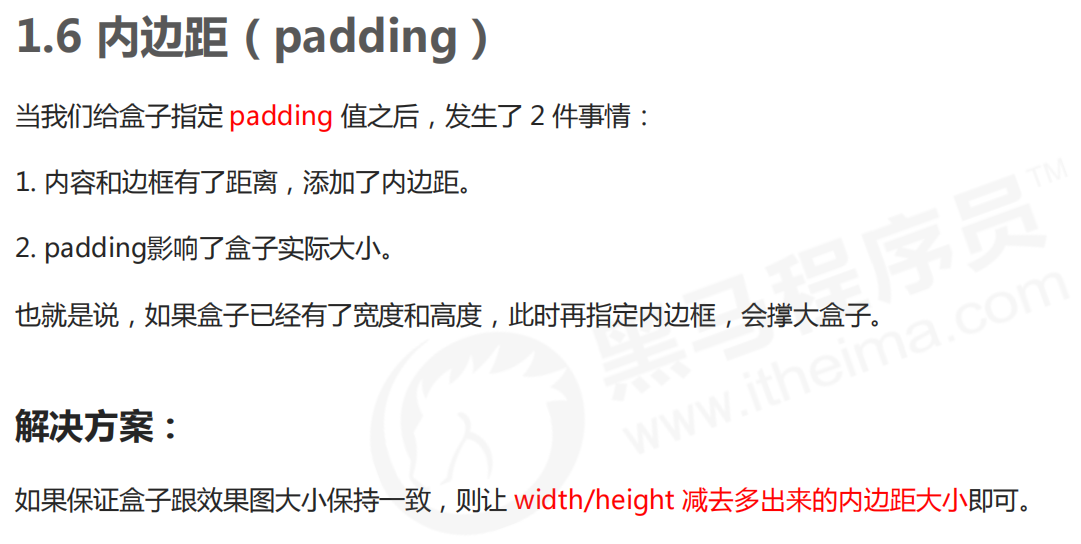 1.6 内边距（padding）
当我们给盒子指定 padding 值之后，发生了 2 件事情：
1. 内容和边框有了距离，添加了内边距。
2. padding影响了盒子实际大小。
也就是说，如果盒子已经有了宽度和高度，此时再指定内边框，会撑大盒子。
解决方案：
如果保证盒子跟效果图大小保持一致，则让 width/height 减去多出来的内边距大小即可。
黑马程序员™
www.itheima.com